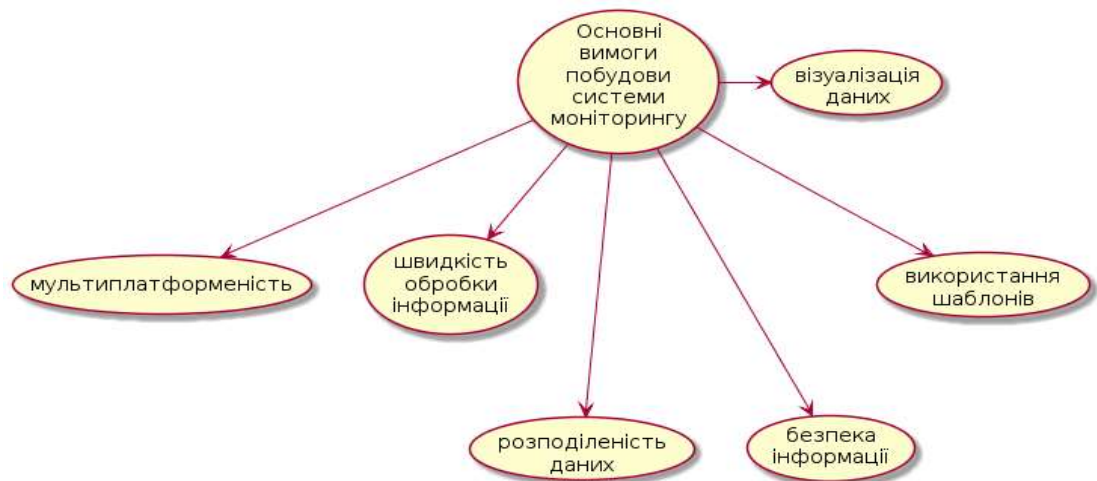 Основні
вимоги
побудови
системи
моніторингу
візуалізація
даних
мультиплатформеність
швидкість
обробки
інформації
використання
шаблонів
розподіленість
даних
безпека
інформації